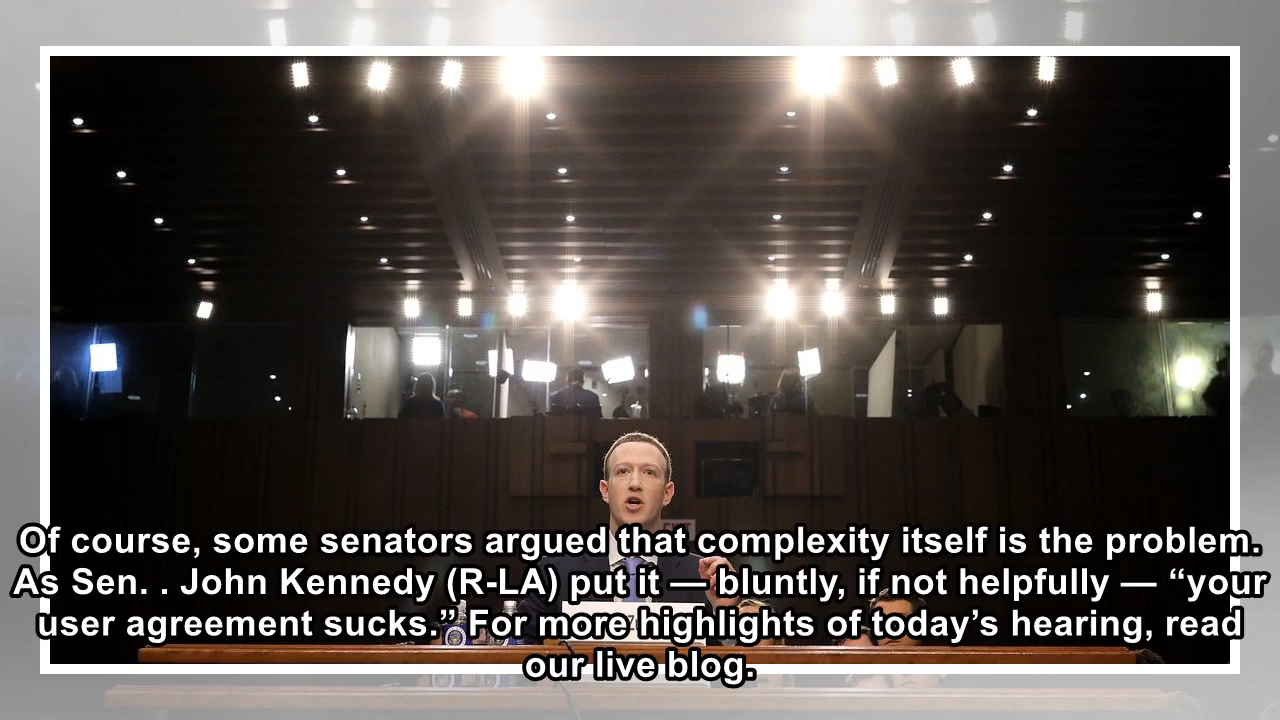 EXIT
Of course, some senators argued that complexity itself is the problem.
As Sen. . John Kennedy (R-LA) put it — bluntly, if not helpfully — “your
user agreement sucks.” For more highlights of today’s hearing, read
our live blog.